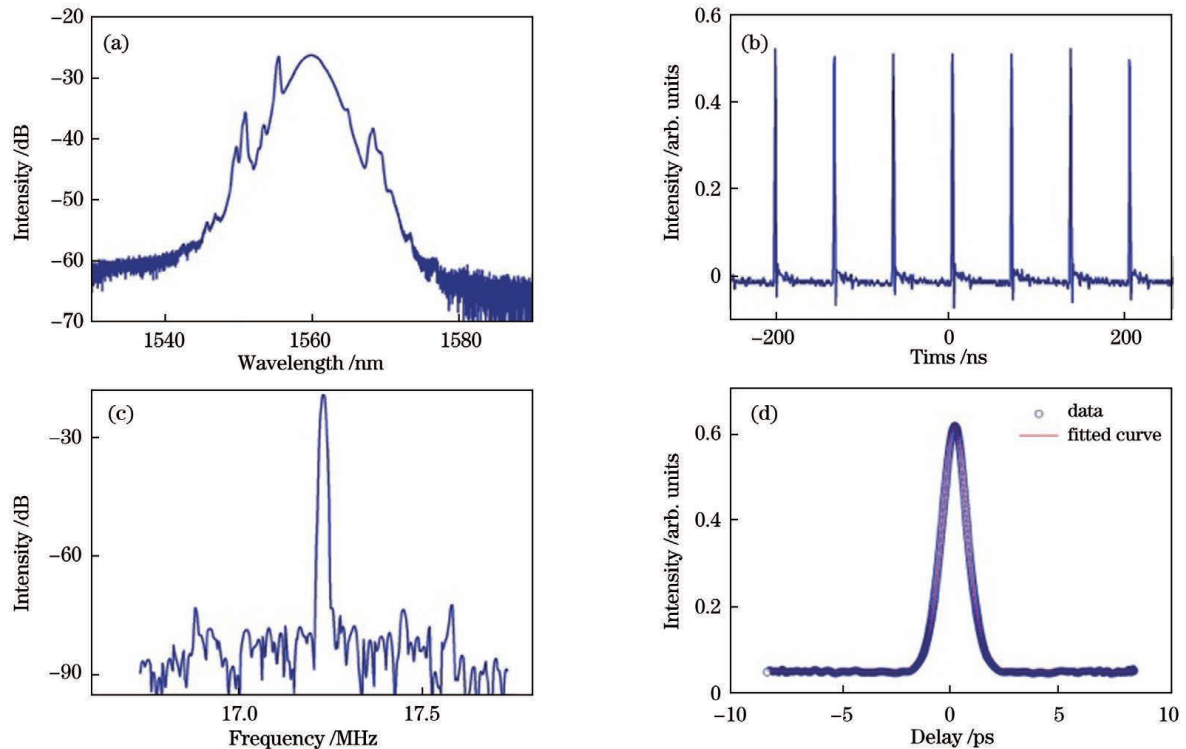 (a)
Intensity /dB
−20
−30
−40
−50
−60
−70
1540
1560
1580
Wavelength /nm
(b)
Intensity /arb. units
0.6
0.4
0.2
0
−200
0
200
Tims /ns
(c)
Intensity /dB
−30
−60
−90
17.0
17.5
Frequency /MHz
(d)
data
fitted curve
Intensity /arb. units
0.6
0.4
0.2
0
−10
−5
0
5
10
Delay /ps